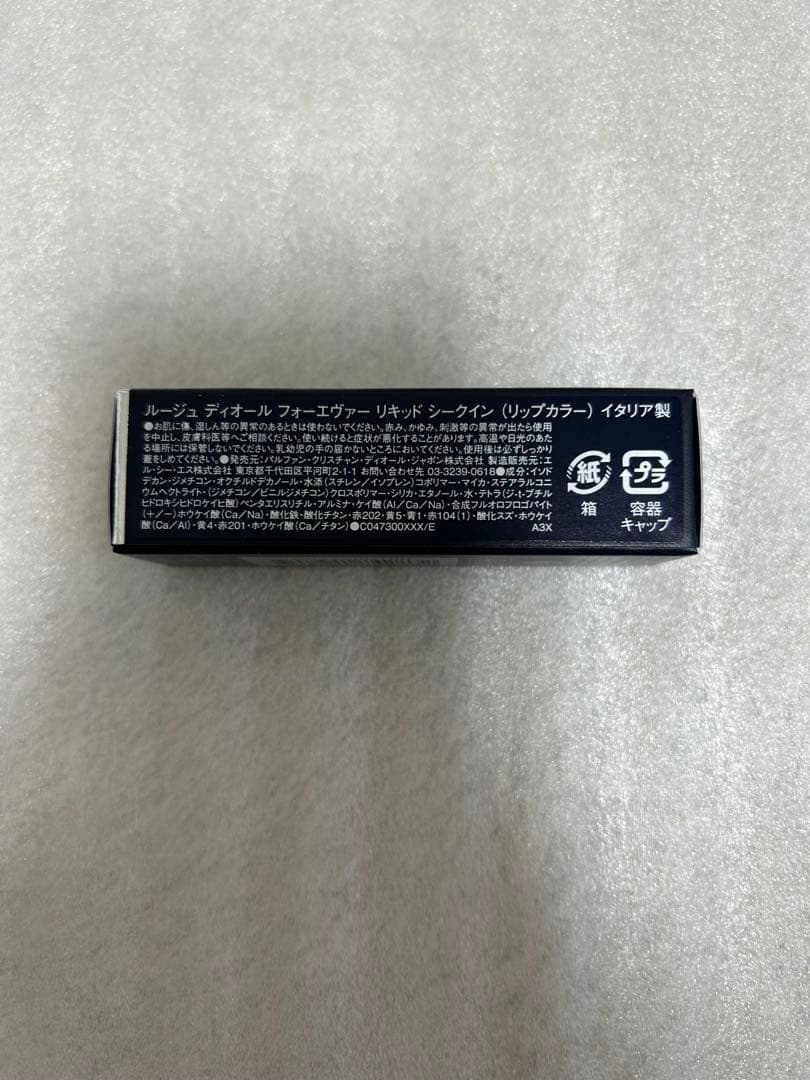 ルージュ ディオール フォーエヴァー リキッド シークイン（リップカラー）イタリア製
●お肌に傷、湿しん等の異常のあるときは使わないでください。赤み、かゆみ、刺激等の異常が出たら使用
を中止し、皮膚科医等へご相談ください。使い続けると症状が悪化することがあります。高温や日光のあた
る場所には保管しないでください。乳幼児の手の届かないところにおいてください。使用後は必ずしっかり
蓋をしめてください。●発売元：パルファン・クリスチャン・ディオール・ジャポン株式会社 製造販売元：エ
ル・シー・エス株式会社 東京都千代田区平河町2-1-1 お問い合わせ先 03-3239-0618●成分：イソド
デカン・ジメチコン・オクチルドデカノール・水添（スチレン/イソプレン）コポリマー・マイカ・ステアラルコニ
ウムヘクトライト・（ジメチコン/ビニルジメチコン）クロスポリマー・シリカ・エタノール・水・テトラ（ジ-t-ブチル
ヒドロキシヒドロケイヒ酸）ペンタエリスリチル・アルミナ・ケイ酸（Al/Ca/Na）・合成フルオロフロゴパイト
（+/－）ホウケイ酸（Ca/Na）・酸化鉄・酸化チタン・赤202・黄5・青1・赤104（1）・酸化スズ・ホウケイ
酸（Ca/Al）・黄4・赤201・ホウケイ酸（Ca/チタン）●C047300XXX/E
A3X
紙
箱
プラ
容器
キャップ